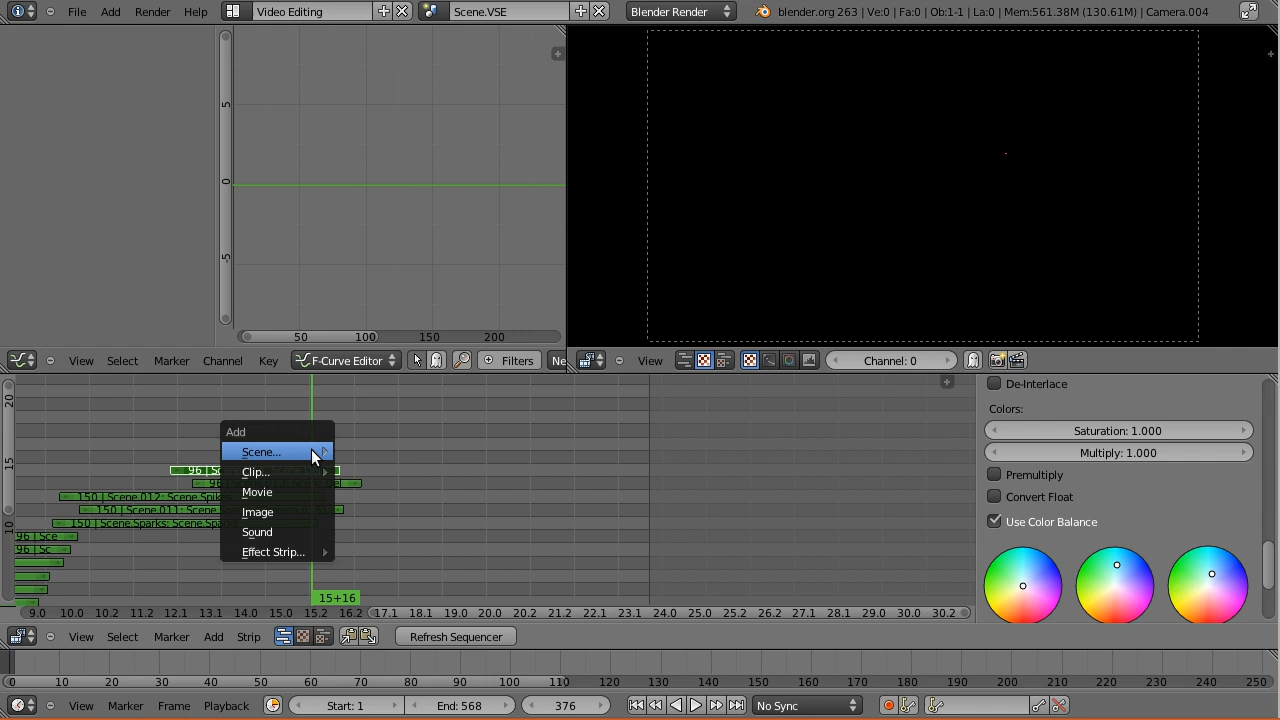 File Add Render Help Video Editing Scene.VSE Blender Render blender.org 263 | Ve:0 | Fa:0 | Ob:1-1 | La:0 | Mem:561.38M (130.61M) | Camera.004
5
0
-5
50 100 150 200
View Select Marker Channel Key F-Curve Editor Filters Ne View Channel: 0
20
15
10
Add
Scene...
Clip...
Movie
Image
Sound
Effect Strip...
96 | Sc
96
150 | Scene.012: Scene.Spik
150 | Scene.011: Scene
150 | Scene.Sparks: Scene.Spark
96 | Sce
96 | Sc
15+16
9.0 10.0 10.2 11.2 12.1 13.1 14.0 15.0 15.2 16.2 17.1 18.1 19.0 20.0 20.2 21.2 22.1 23.1 24.0 25.0 25.2 26.2 27.1 28.1 29.0 30.0 30.2
De-Interlace
Colors:
Saturation: 1.000
Multiply: 1.000
Premultiply
Convert Float
Use Color Balance
View Select Marker Add Strip Refresh Sequencer
0 10 20 30 40 50 60 70 80 90 100 110 120 130 140 150 160 170 180 190 200 210 220 230 240 250
View Marker Frame Playback Start: 1 End: 568 376 No Sync